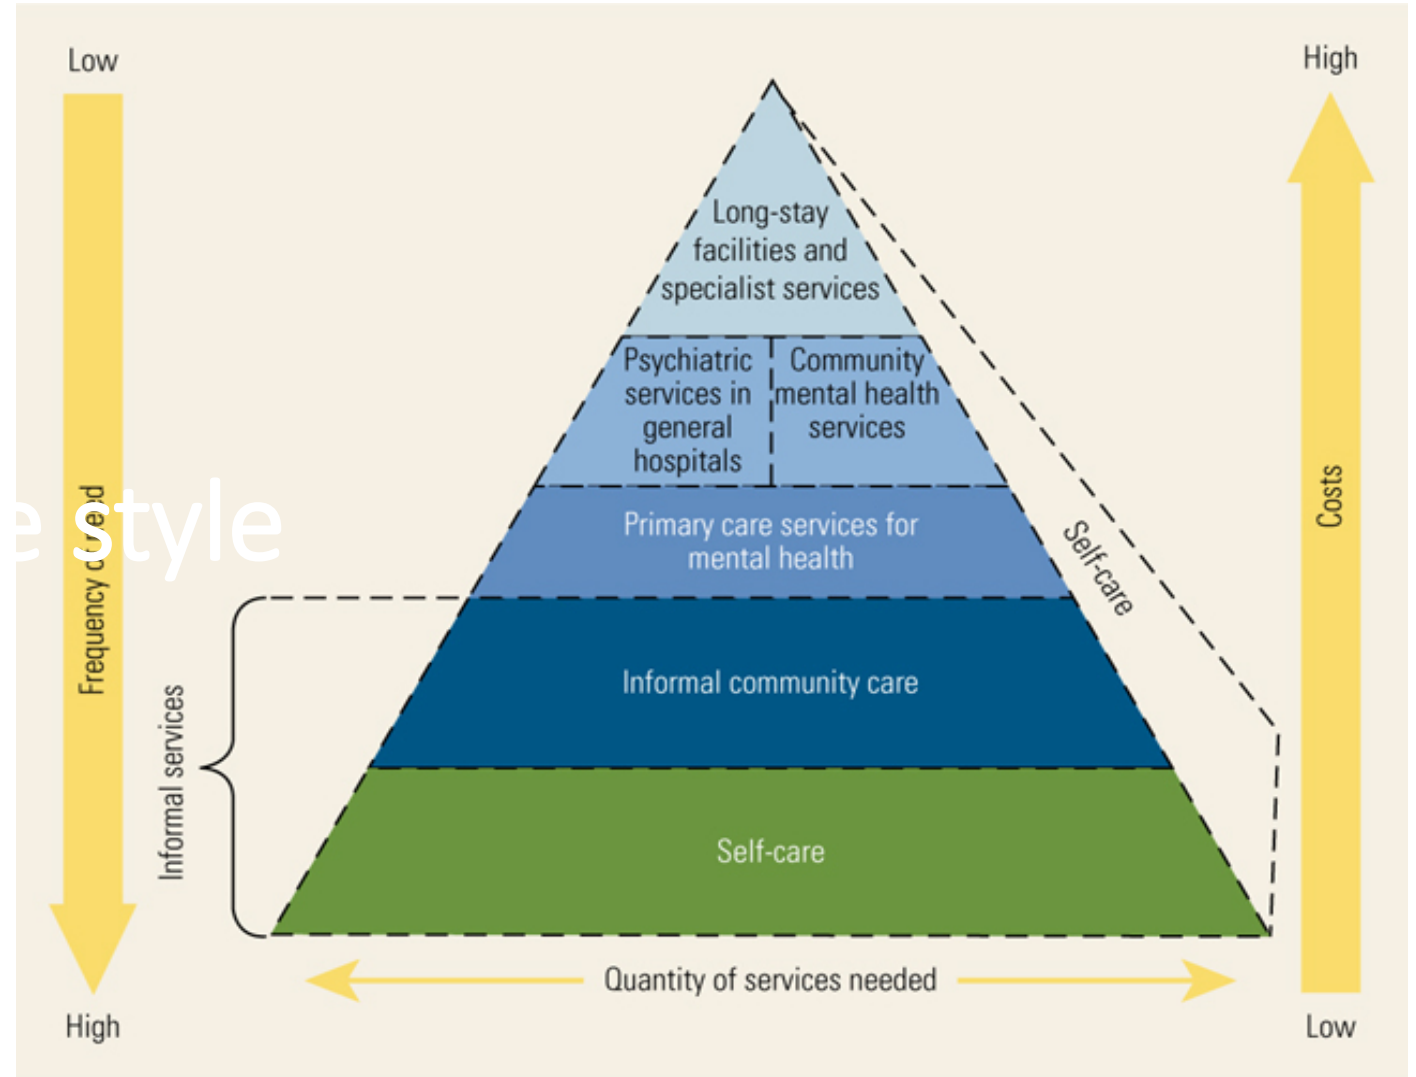 Low
High
Long-stay
facilities and
specialist services
Psychiatric
services in
general
hospitals
Community
mental health
services
Primary care services for
mental health
Informal community care
Self-care
Self-care
Frequency of need
e style
Informal services
Costs
Quantity of services needed
High
Low